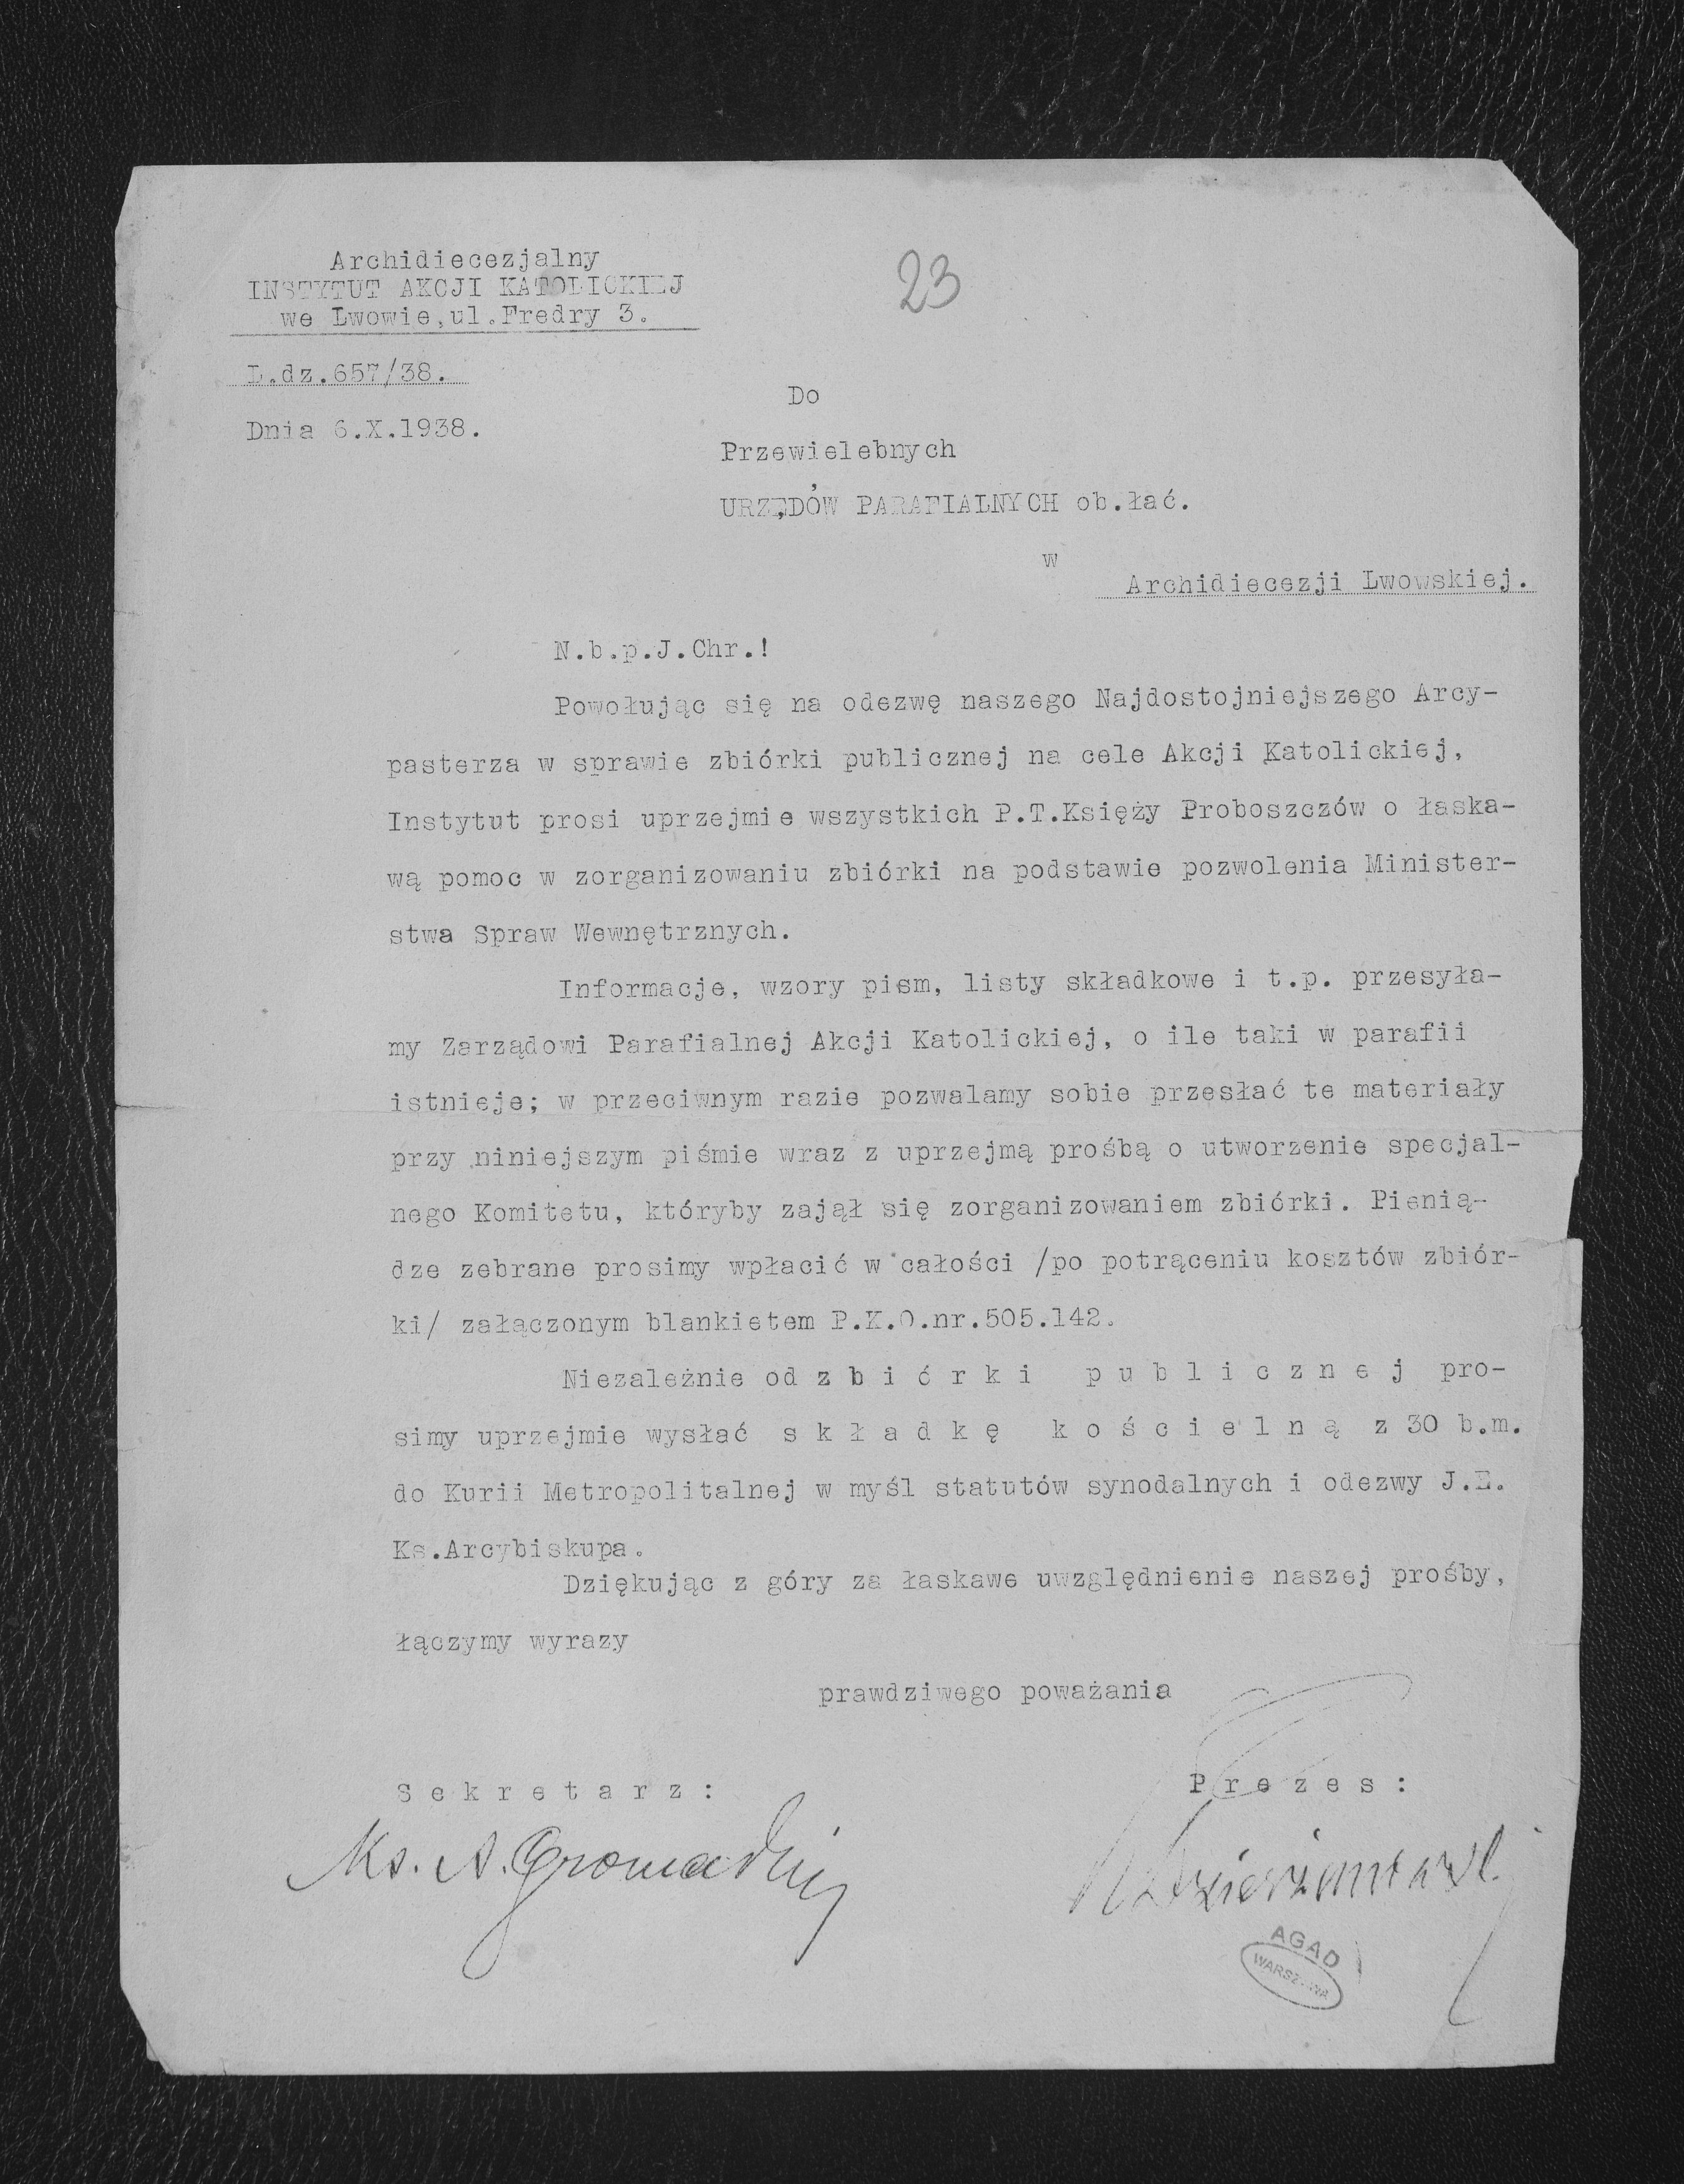 Archidiecezjalny
INSTYTUT AKCJI KATOLICKIEJ
we Lwowie,ul.Fredry 3.
23
L.dz.657/38.
Dnia 6.X.1938.
Do
Przewielebnych
URZĘDÓW PARAFIALNYCH ob.łać.
w
Archidiecezji Lwowskiej.
N.b.p.J.Chr.!
Powołując się na odezwę naszego Najdostojniejszego Arcy-
pasterza w sprawie zbiórki publicznej na cele Akcji Katolickiej,
Instytut prosi uprzejmie wszystkich P.T.Księży Proboszczów o łaska-
wą pomoc w zorganizowaniu zbiórki na podstawie pozwolenia Minister-
stwa Spraw Wewnętrznych.
Informacje, wzory pism, listy składkowe i t.p. przesyła-
my Zarządowi Parafialnej Akcji Katolickiej, o ile taki w parafii
istnieje; w przeciwnym razie pozwalamy sobie przesłać te materiały
przy niniejszym piśmie wraz z uprzejmą prośbą o utworzenie specjal-
nego Komitetu, któryby zajął się zorganizowaniem zbiórki. Pienią-
dze zebrane prosimy wpłacić w całości /po potrąceniu kosztów zbiór-
ki/ załączonym blankietem P.K.O.nr.505.142.
Niezależnie od z b i ó r k i p u b l i c z n e j pro-
simy uprzejmie wysłać s k ł a d k ę k o ś c i e l n ą z 30 b.m.
do Kurii Metropolitalnej w myśl statutów synodalnych i odezwy J.E.
Ks.Arcybiskupa.
Dziękując z góry za łaskawe uwzględnienie naszej prośby,
łączymy wyrazy
prawdziwego poważania
S e k r e t a r z :
P r e z e s :
Ks. A.
AGAD
WARSZAWA